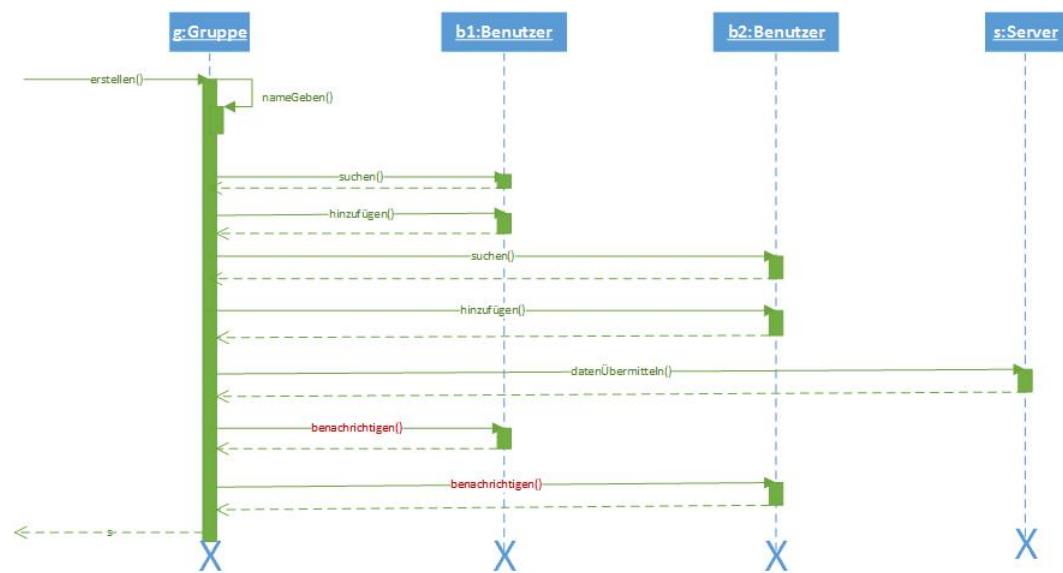 g:Gruppe
b1:Benutzer
b2:Benutzer
s:Server
erstellen()
nameGeben()
suchen()
hinzufügen()
suchen()
hinzufügen()
datenÜbermitteln()
benachrichtigen()
benachrichtigen()
s